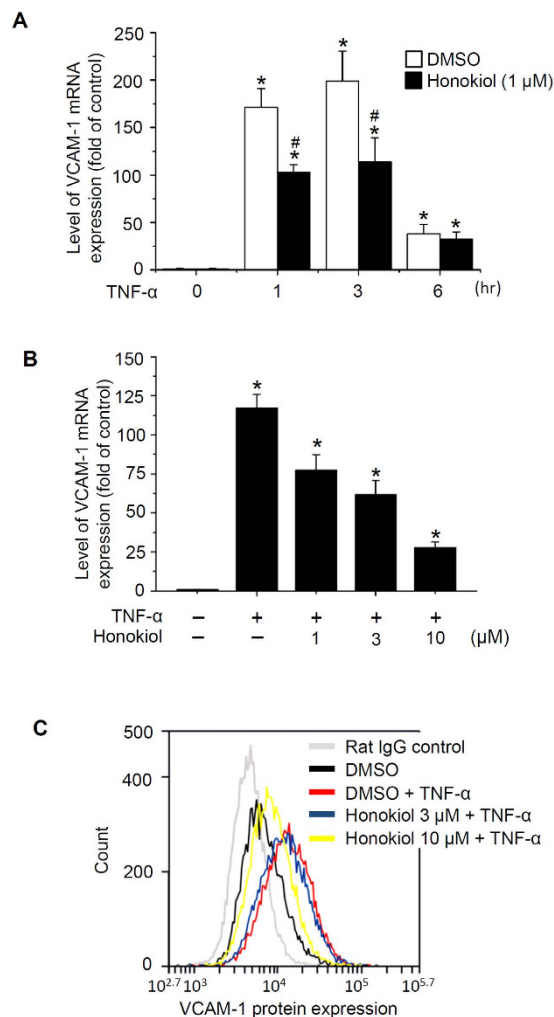 A
Level of VCAM-1 mRNA
expression (fold of control)
250
200
150
100
50
0
DMSO
Honokiol (1 µM)
*
#
*
*
#
*
*
*
TNF-α 0 1 3 6 (hr)
B
Level of VCAM-1 mRNA
expression (fold of control)
150
125
100
75
50
25
0
*
*
*
*
TNF-α – + + + +
Honokiol – – 1 3 10 (µM)
C
Count
500
400
200
0
Rat IgG control
DMSO
DMSO + TNF-α
Honokiol 3 µM + TNF-α
Honokiol 10 µM + TNF-α
10^2.7 10^3 10^4 10^5 10^5.7
VCAM-1 protein expression